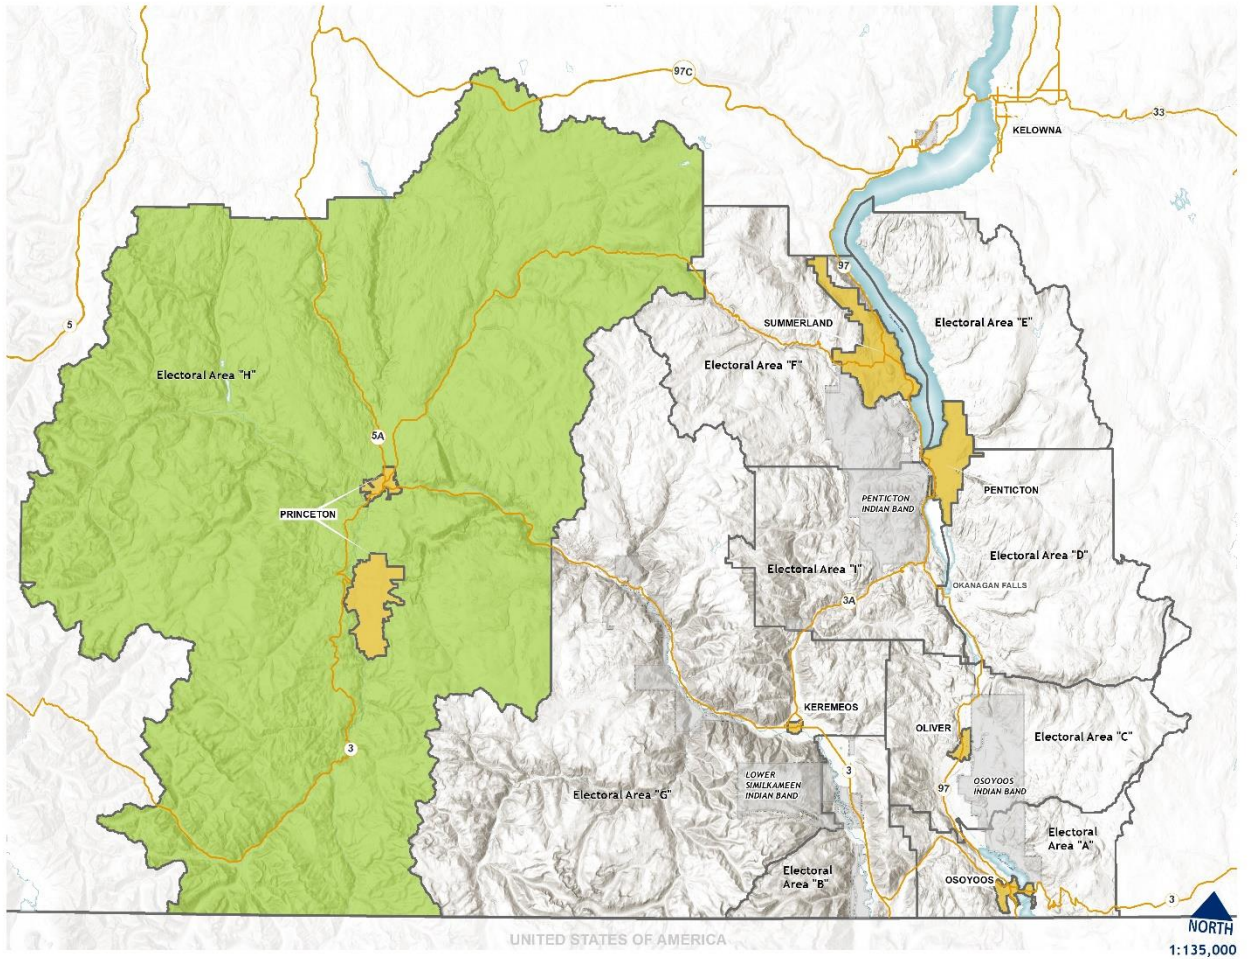 97C
33
KELOWNA
97
5
SUMMERLAND
Electoral Area "E"
Electoral Area "F"
Electoral Area "H"
5A
PRINCETON
PENTICTON
INDIAN BAND
PENTICTON
Electoral Area "D"
Electoral Area "I"
OKANAGAN FALLS
3A
KEREMEOS
OLIVER
Electoral Area "C"
3
3
LOWER
SIMILKAMEEN
INDIAN BAND
97
OSOYOOS
INDIAN BAND
Electoral Area "G"
Electoral
Area "A"
Electoral
Area "B"
OSOYOOS
3
NORTH
UNITED STATES OF AMERICA
1:135,000